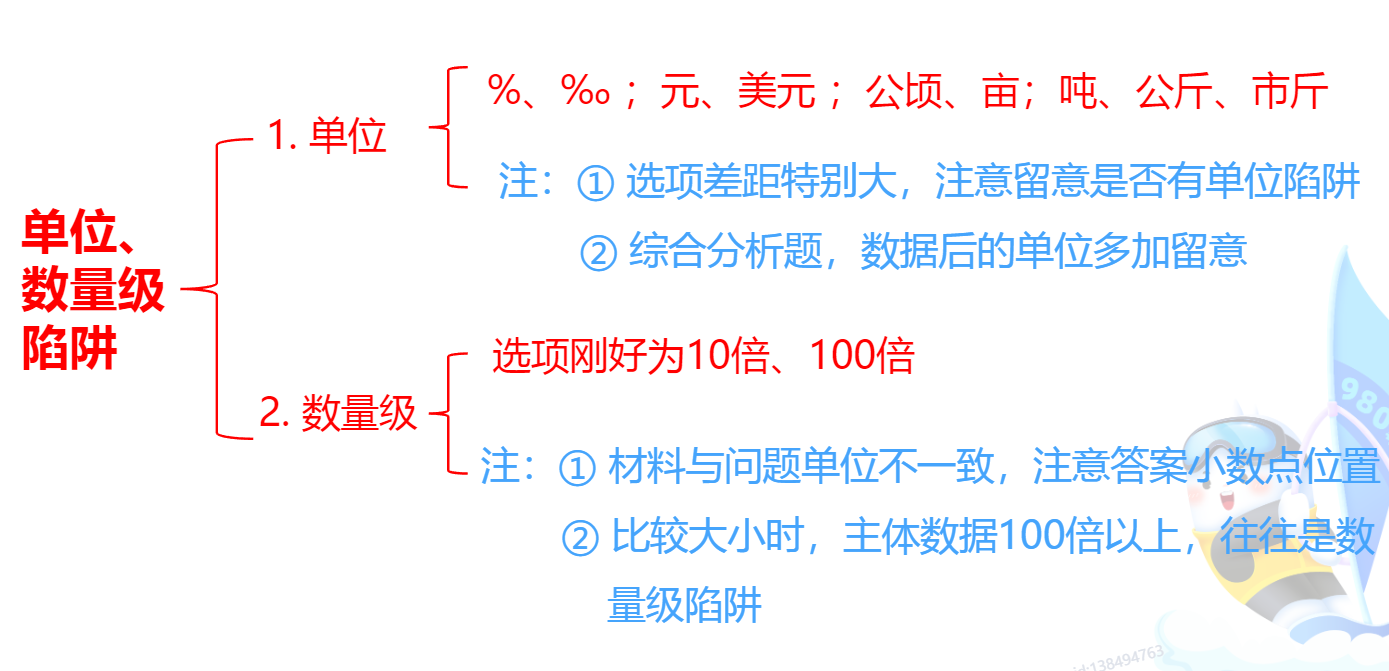 单位、
数量级
陷阱
1. 单位
%、‰ ；元、美元 ；公顷、亩；吨、公斤、市斤
注：① 选项差距特别大，注意留意是否有单位陷阱
② 综合分析题，数据后的单位多加留意
2. 数量级
选项刚好为10倍、100倍
注：① 材料与问题单位不一致，注意答案小数点位置
② 比较大小时，主体数据100倍以上，往往是数
量级陷阱
980
id:138494763